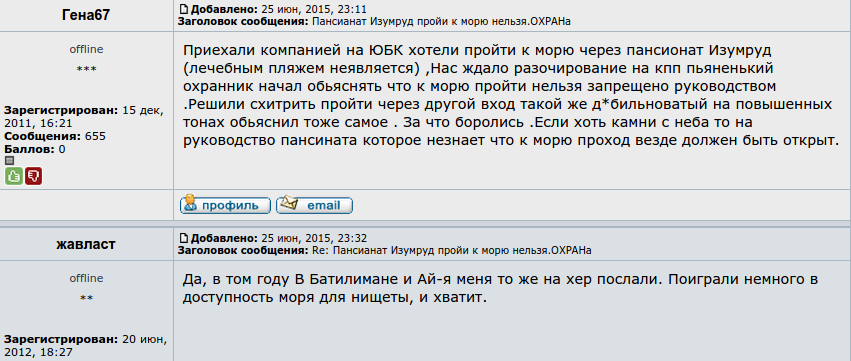 Гена67
Добавлено: 25 июн, 2015, 23:11
Заголовок сообщения: Пансианат Изумруд пройи к морю нельзя.ОХРАНа
offline
***
Зарегистрирован: 15 дек,
2011, 16:21
Сообщения: 655
Баллов: 0
Приехали компанией на ЮБК хотели пройти к морю через пансионат Изумруд
(лечебным пляжем неявляется) ,Нас ждало разочирование на кпп пьяненький
охранник начал обьяснять что к морю пройти нельзя запрещено руководством
.Решили схитрить пройти через другой вход такой же д*бильноватый на повышенных
тонах обьяснил тоже самое . За что боролись .Если хоть камни с неба то на
руководство пансината которое незнает что к морю проход везде должен быть открыт.
профиль
email
жавласт
Добавлено: 25 июн, 2015, 23:32
Заголовок сообщения: Re: Пансианат Изумруд пройи к морю нельзя.ОХРАНа
offline
**
Зарегистрирован: 20 июн,
2012, 18:27
Да, в том году В Батилимане и Ай-я меня то же на хер послали. Поиграли немного в
доступность моря для нищеты, и хватит.